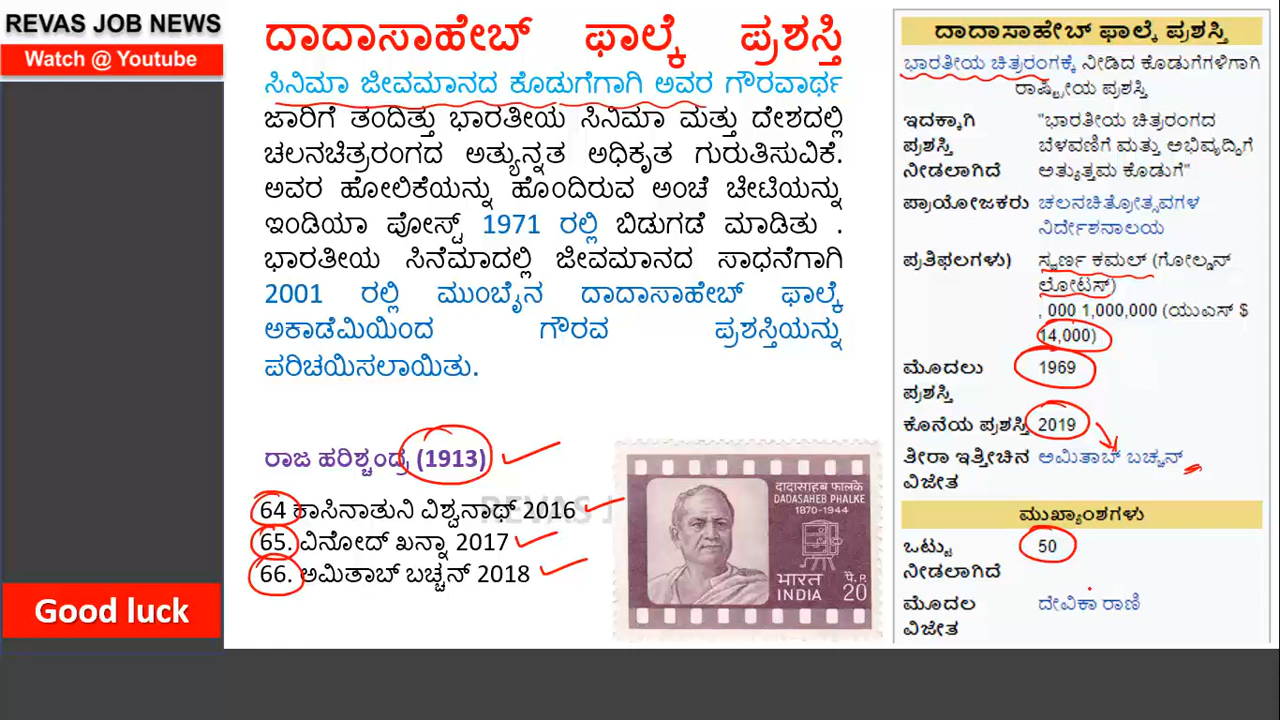 REVAS JOB NEWS
Watch @ Youtube
ದಾದಾಸಾಹೇಬ್ ಫಾಲ್ಕೆ ಪ್ರಶಸ್ತಿ
ಸಿನಿಮಾ ಜೀವಮಾನದ ಕೊಡುಗೆಗಾಗಿ ಅವರ ಗೌರವಾರ್ಥ
ಜಾರಿಗೆ ತಂದಿತ್ತು ಭಾರತೀಯ ಸಿನಿಮಾ ಮತ್ತು ದೇಶದಲ್ಲಿ
ಚಲನಚಿತ್ರರಂಗದ ಅತ್ಯುನ್ನತ ಅಧಿಕೃತ ಗುರುತಿಸುವಿಕೆ.
ಅವರ ಹೋಲಿಕೆಯನ್ನು ಹೊಂದಿರುವ ಅಂಚೆ ಚೀಟಿಯನ್ನು
ಇಂಡಿಯಾ ಪೋಸ್ಟ್ 1971 ರಲ್ಲಿ ಬಿಡುಗಡೆ ಮಾಡಿತು .
ಭಾರತೀಯ ಸಿನೆಮಾದಲ್ಲಿ ಜೀವಮಾನದ ಸಾಧನೆಗಾಗಿ
2001 ರಲ್ಲಿ ಮುಂಬೈನ ದಾದಾಸಾಹೇಬ್ ಫಾಲ್ಕೆ
ಅಕಾಡೆಮಿಯಿಂದ ಗೌರವ ಪ್ರಶಸ್ತಿಯನ್ನು
ಪರಿಚಯಿಸಲಾಯಿತು.
ರಾಜ ಹರಿಶ್ಚಂದ್ರ (1913)
64 ಕಾಸಿನಾತುನಿ ವಿಶ್ವನಾಥ್ 2016
65. ವಿನೋದ್ ಖನ್ನಾ 2017
66. ಅಮಿತಾಬ್ ಬಚ್ಚನ್ 2018
REVAS J
दादासाहब फालके
DADASAHEB PHALKE
1870-1944
भारत पै. P.
INDIA 20
ದಾದಾಸಾಹೇಬ್ ಫಾಲ್ಕೆ ಪ್ರಶಸ್ತಿ
ಭಾರತೀಯ ಚಿತ್ರರಂಗಕ್ಕೆ ನೀಡಿದ ಕೊಡುಗೆಗಳಿಗಾಗಿ
ರಾಷ್ಟ್ರೀಯ ಪ್ರಶಸ್ತಿ
ಇದಕ್ಕಾಗಿ "ಭಾರತೀಯ ಚಿತ್ರರಂಗದ
ಪ್ರಶಸ್ತಿ ಬೆಳವಣಿಗೆ ಮತ್ತು ಅಭಿವೃದ್ಧಿಗೆ
ನೀಡಲಾಗಿದೆ ಅತ್ಯುತ್ತಮ ಕೊಡುಗೆ"
ಪ್ರಾಯೋಜಕರು ಚಲನಚಿತ್ರೋತ್ಸವಗಳ
ನಿರ್ದೇಶನಾಲಯ
ಪ್ರತಿಫಲಗಳು) ಸ್ವರ್ಣ ಕಮಲ್ (ಗೋಲ್ಡನ್
ಲೋಟಸ್)
, 000 1,000,000 (ಯುಎಸ್ $
14,000)
ಮೊದಲು 1969
ಪ್ರಶಸ್ತಿ
ಕೊನೆಯ ಪ್ರಶಸ್ತಿ 2019
ತೀರಾ ಇತ್ತೀಚಿನ ಅಮಿತಾಬ್ ಬಚ್ಚನ್
ವಿಜೇತ
ಮುಖ್ಯಾಂಶಗಳು
ಒಟ್ಟು 50
ನೀಡಲಾಗಿದೆ
ಮೊದಲ ದೇವಿಕಾ ರಾಣಿ
ವಿಜೇತ
Good luck